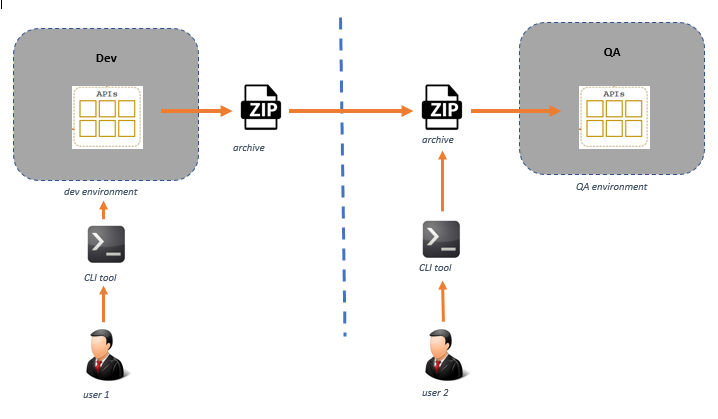 Dev
APIs
dev environment
ZIP
archive
CLI tool
user 1
ZIP
archive
CLI tool
user 2
QA
APIs
QA environment